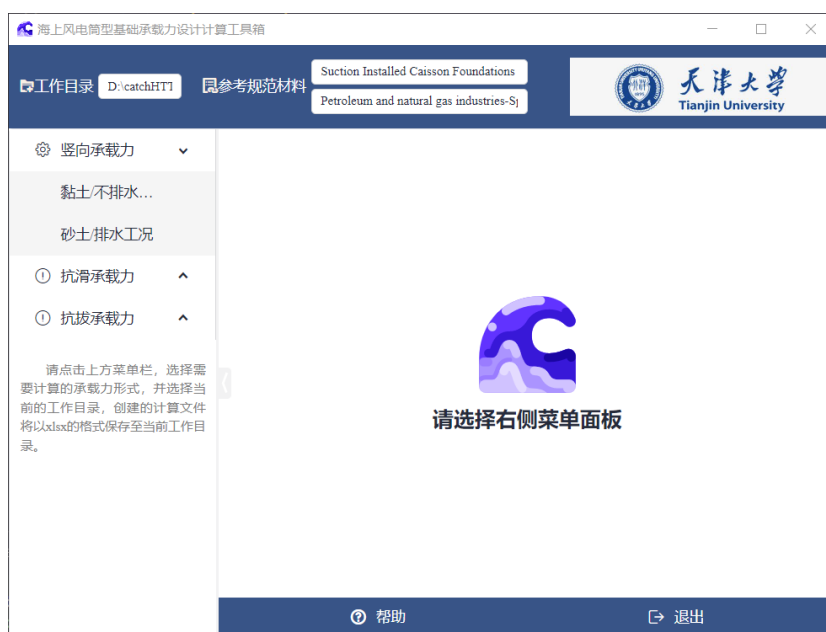 海上风电筒型基础承载力设计计算工具箱
工作目录
D:\catchHTT
参考规范材料
Suction Installed Caisson Foundations
Petroleum and natural gas industries-Sp
天津大学
Tianjin University
竖向承载力
黏土/不排水…
砂土/排水工况
抗滑承载力
抗拔承载力
请点击上方菜单栏，选择需
要计算的承载力形式，并选择当
前的工作目录，创建的计算文件
将以xlsx的格式保存至当前工作目
录。
请选择右侧菜单面板
帮助
退出